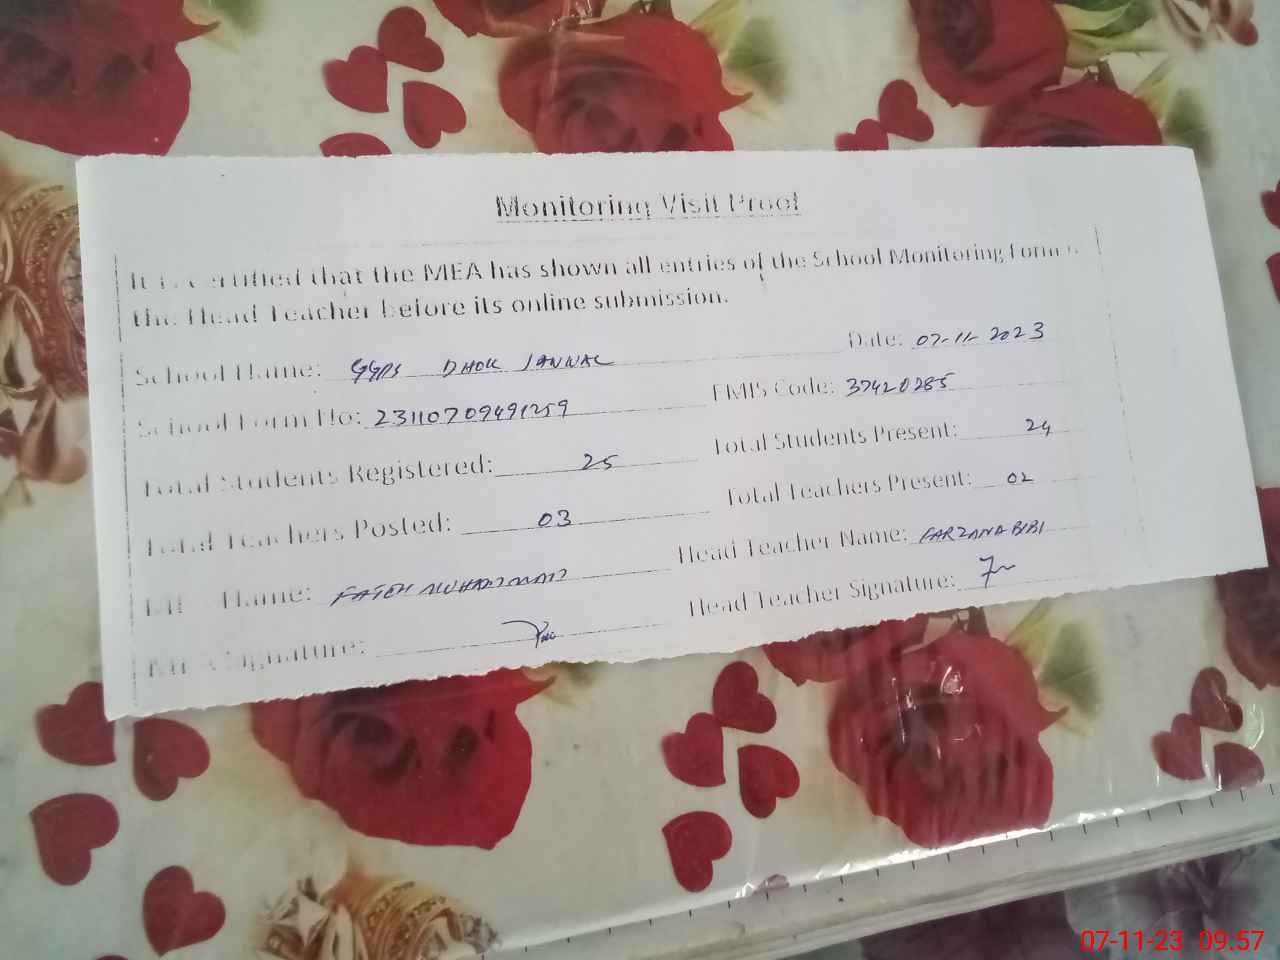 Monitoring Visit Proof
It is certified that the MEA has shown all entries of the School Monitoring Form
the Head Teacher before its online submission.
School Name: GGPS DHOK JANWAL Date: 07-11-2023
School Form No: 23110709491259 EMIS Code: 37420285
Total Students Registered: 25 Total Students Present: 24
Total Teachers Posted: 03 Total Teachers Present: 02
MEA Name: FATEH MUHAMMAD Head Teacher Name: FARZANA BIBI
MEA Signature: Head Teacher Signature:
07-11-23 09:57